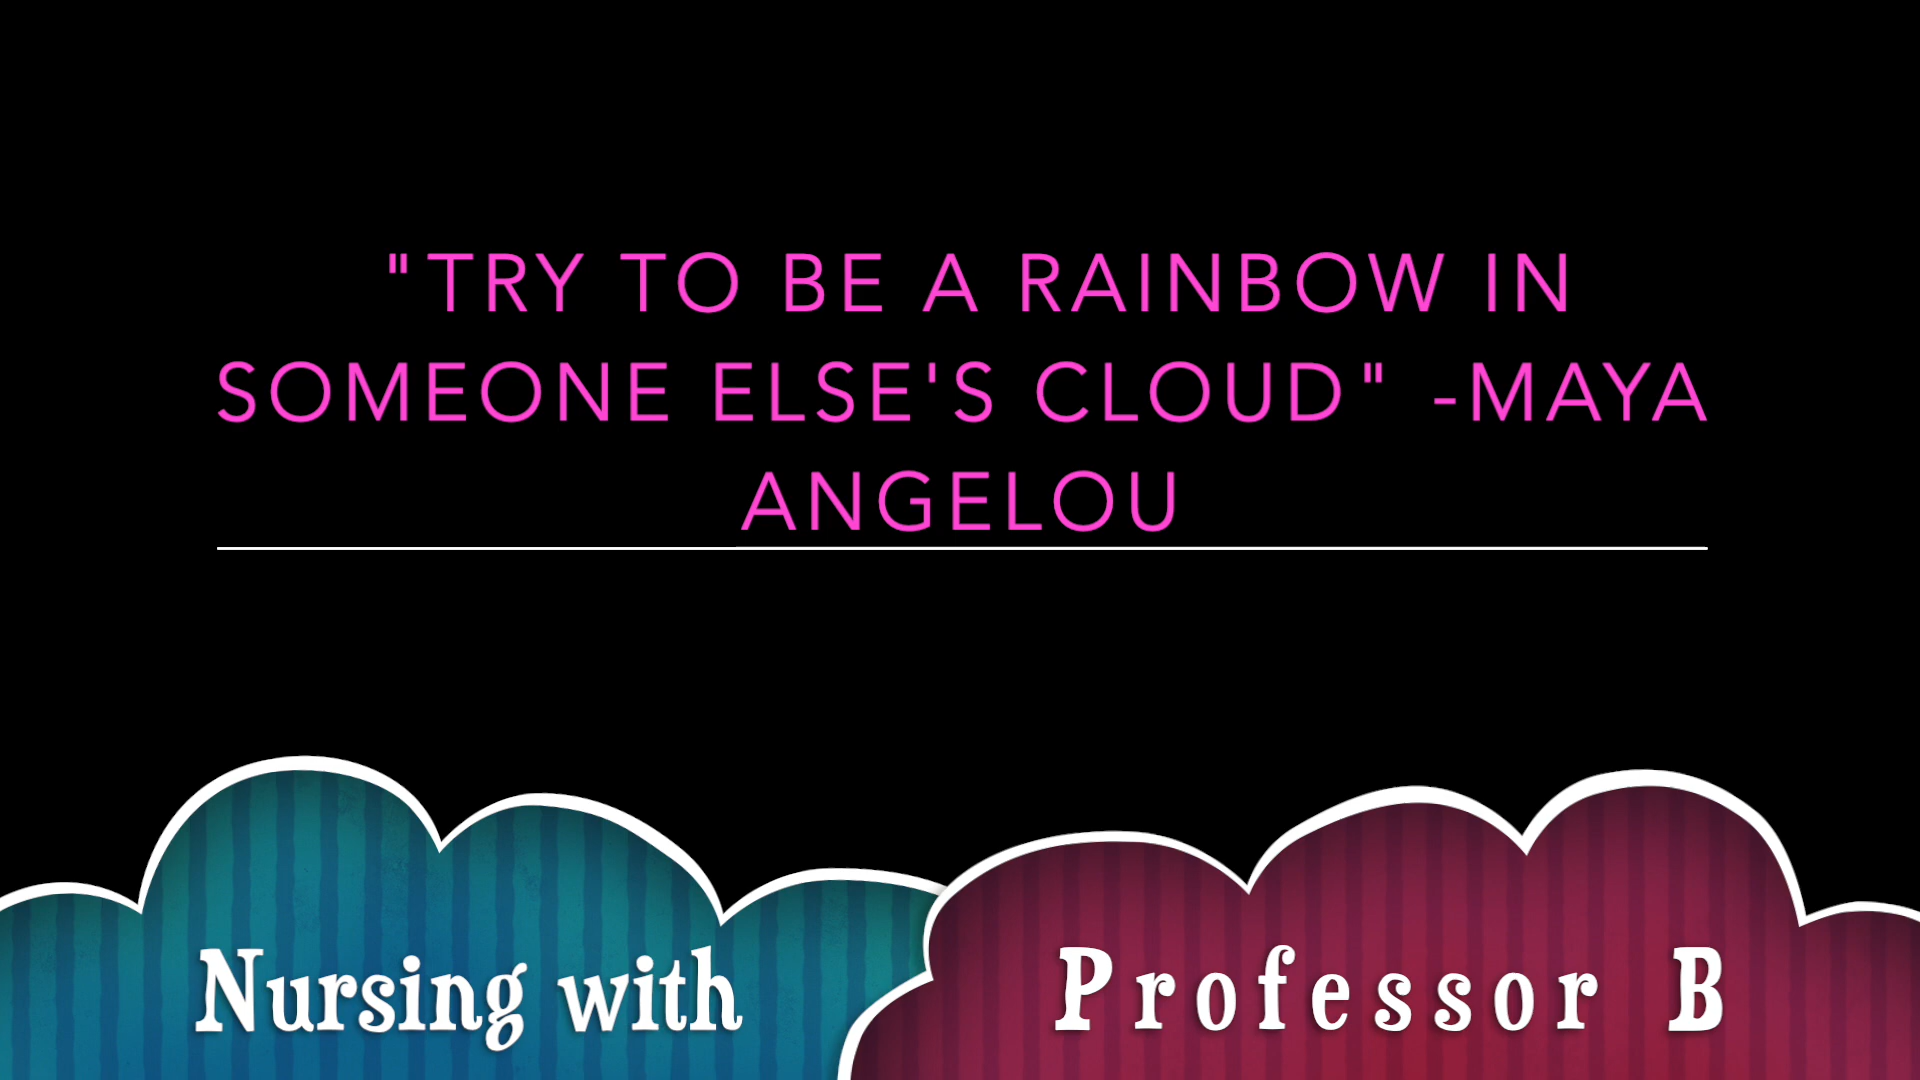 "TRY TO BE A RAINBOW IN
SOMEONE ELSE'S CLOUD" -MAYA
ANGELOU
Nursing with
Professor B